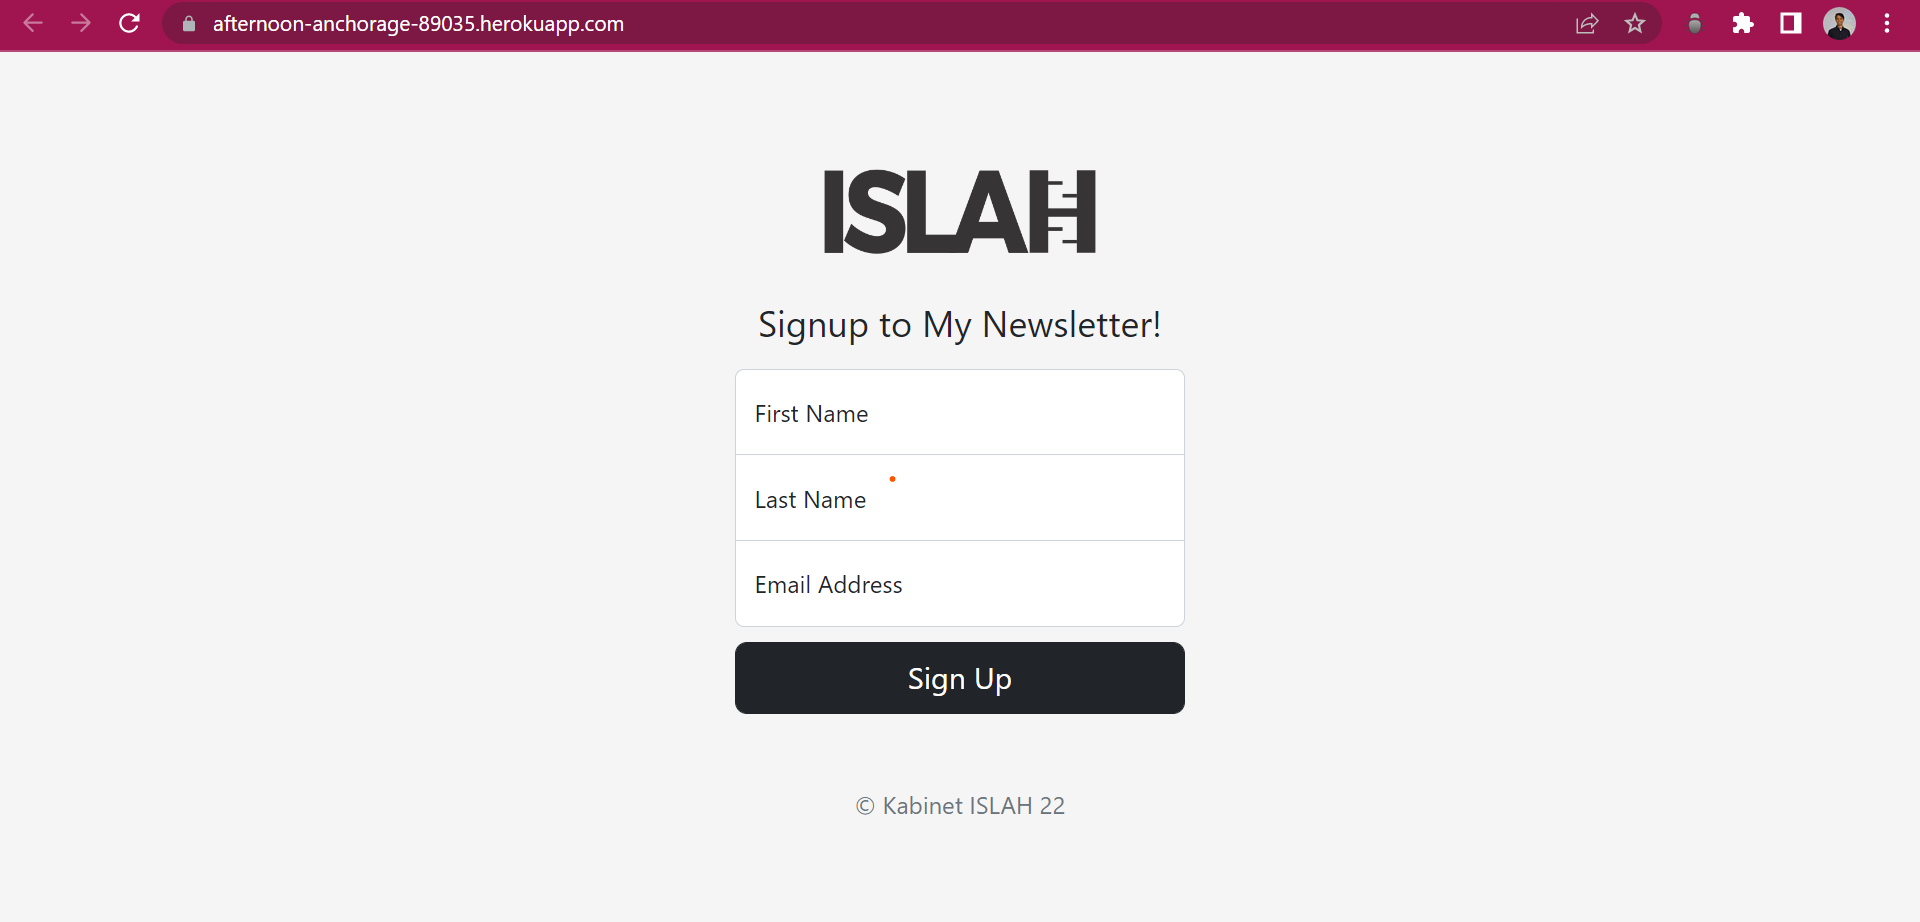 afternoon-anchorage-89035.herokuapp.com
ISLAH
Signup to My Newsletter!
First Name
Last Name
Email Address
Sign Up
© Kabinet ISLAH 22